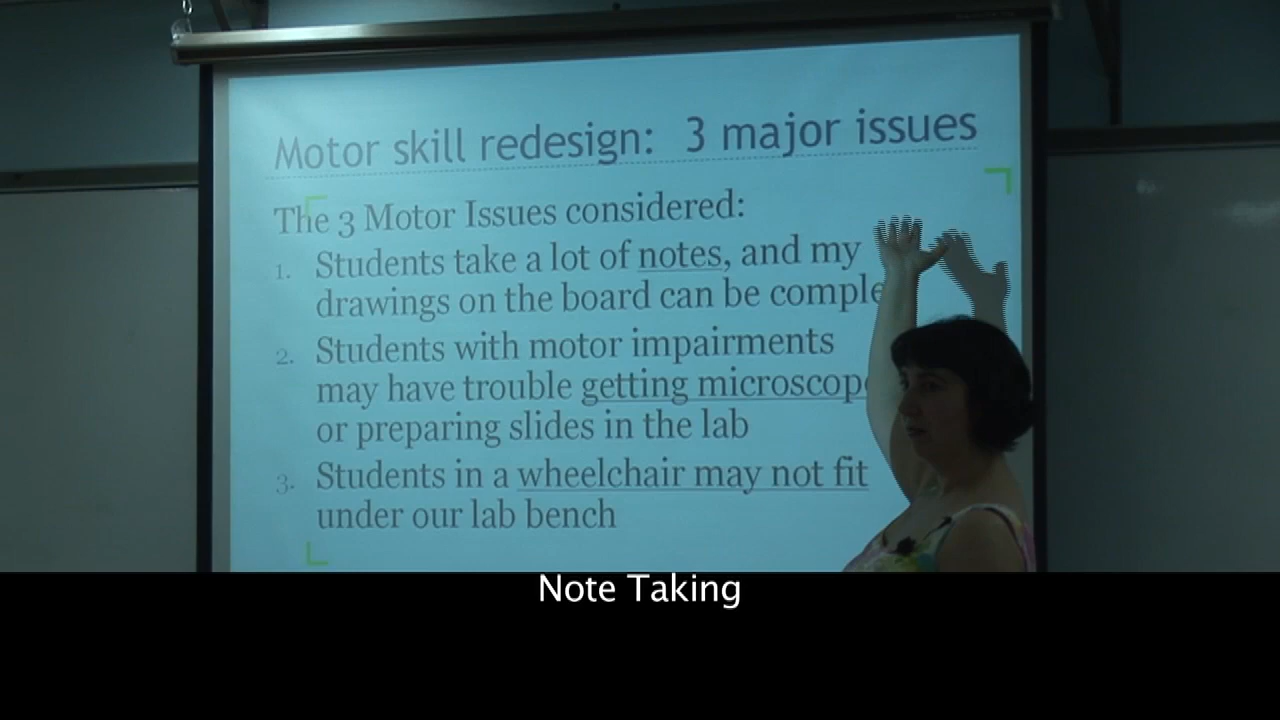 Motor skill redesign: 3 major issues
The 3 Motor Issues considered:
1. Students take a lot of notes, and my
drawings on the board can be comple
2. Students with motor impairments
may have trouble getting microscop
or preparing slides in the lab
3. Students in a wheelchair may not fit
under our lab bench
Note Taking